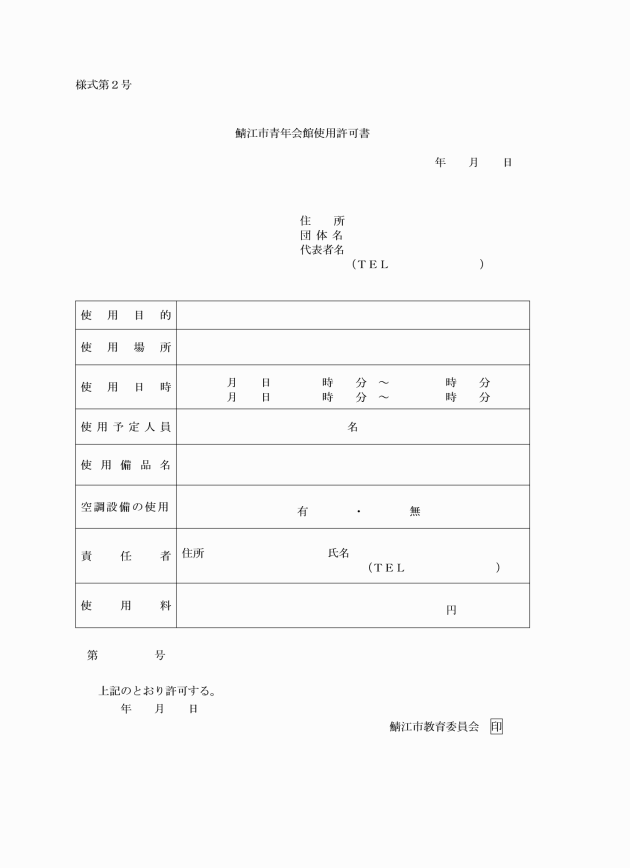 様式第２号
鯖江市青年会館使用許可書
年　　月　　日
住　　所
団 体 名
代表者名
（ＴＥＬ　　　　　　　　）
使　用　目　的
使　用　場　所
使　用　日　時　　　　月　　日　　　　時　　分　～　　　　時　　分
月　　日　　　　時　　分　～　　　　時　　分
使用予定人員　　　　名
使 用 備 品 名
空調設備の使用　　　　有　　　・　　　無
責　任　者　住所　　　　　　　　氏名
（ＴＥＬ　　　　　　　　）
使　用　料　　　　　　円
第　　　　　号
上記のとおり許可する。
年　　月　　日
鯖江市教育委員会　印